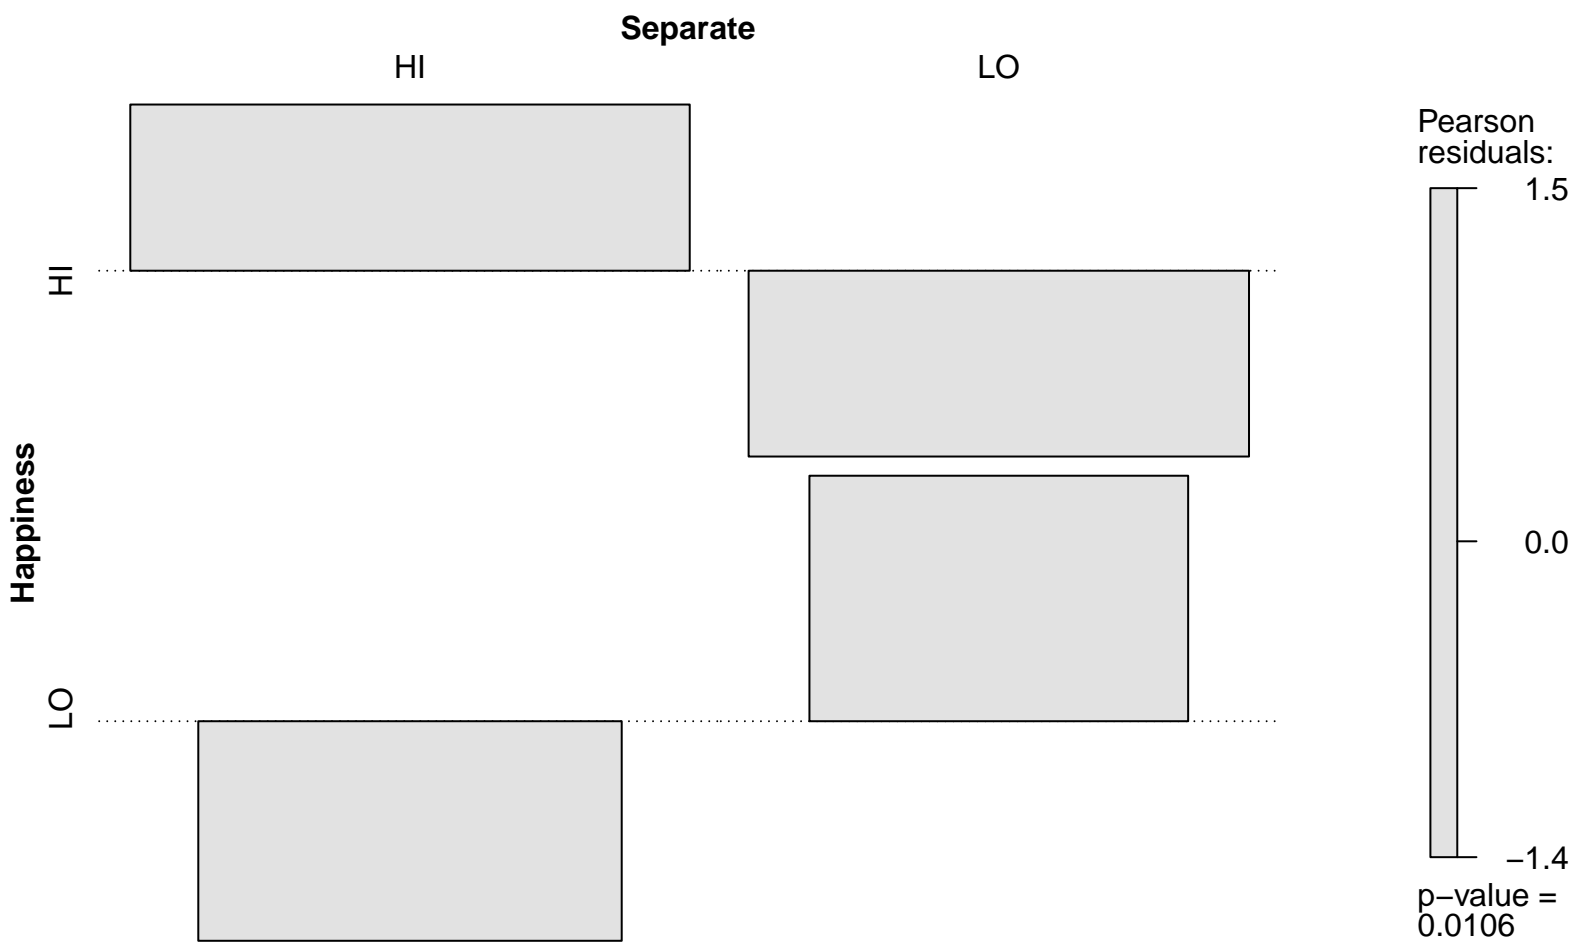 Separate
HI
LO
Pearson
residuals:
1.5
0.0
−1.4
p−value =
0.0106
Happiness
HI
LO